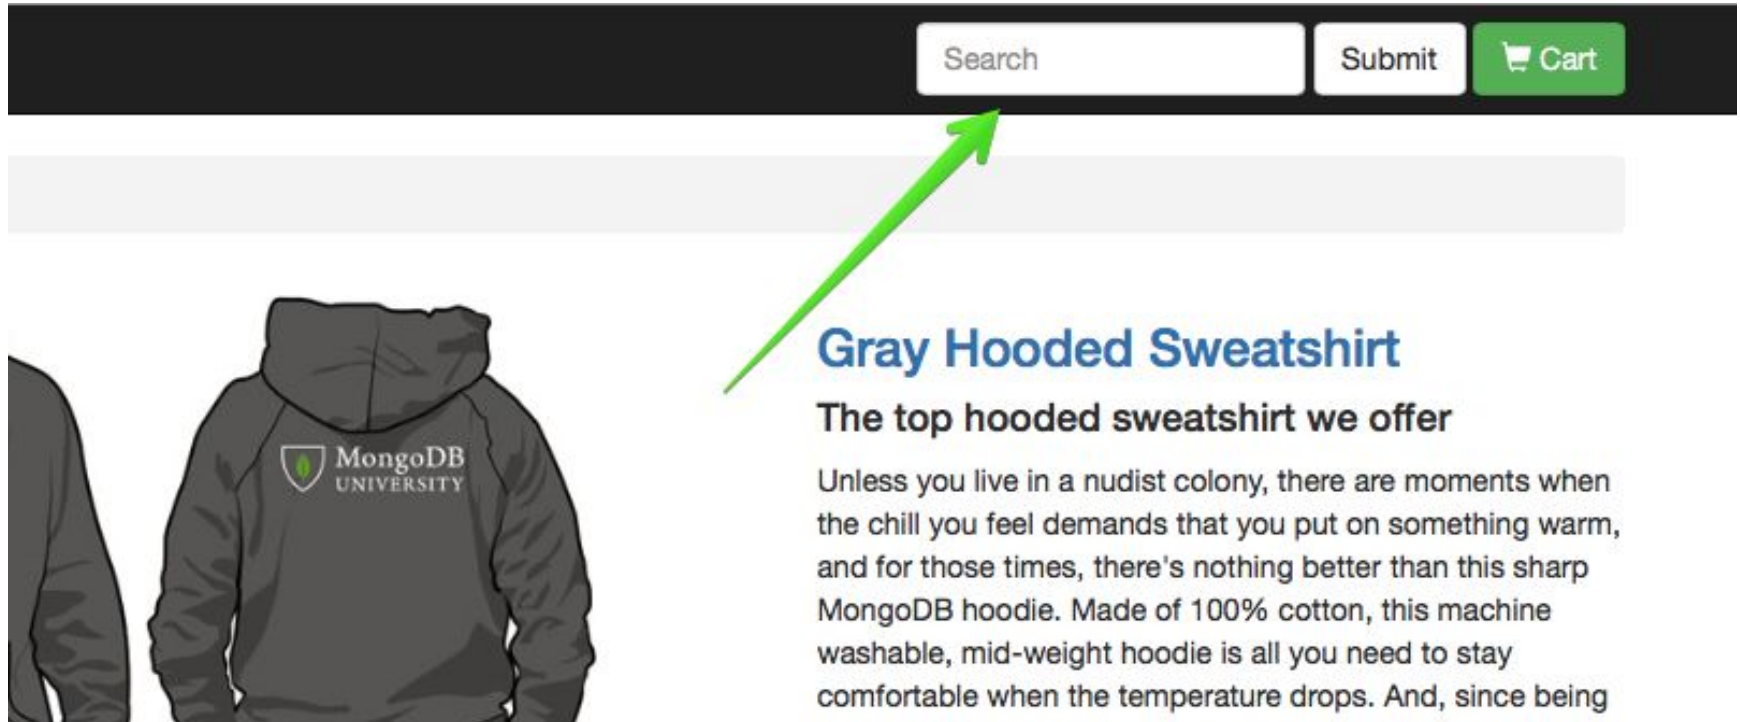 Search
Submit
Cart
MongoDB
UNIVERSITY
Gray Hooded Sweatshirt
The top hooded sweatshirt we offer
Unless you live in a nudist colony, there are moments when
the chill you feel demands that you put on something warm,
and for those times, there's nothing better than this sharp
MongoDB hoodie. Made of 100% cotton, this machine
washable, mid-weight hoodie is all you need to stay
comfortable when the temperature drops. And, since being